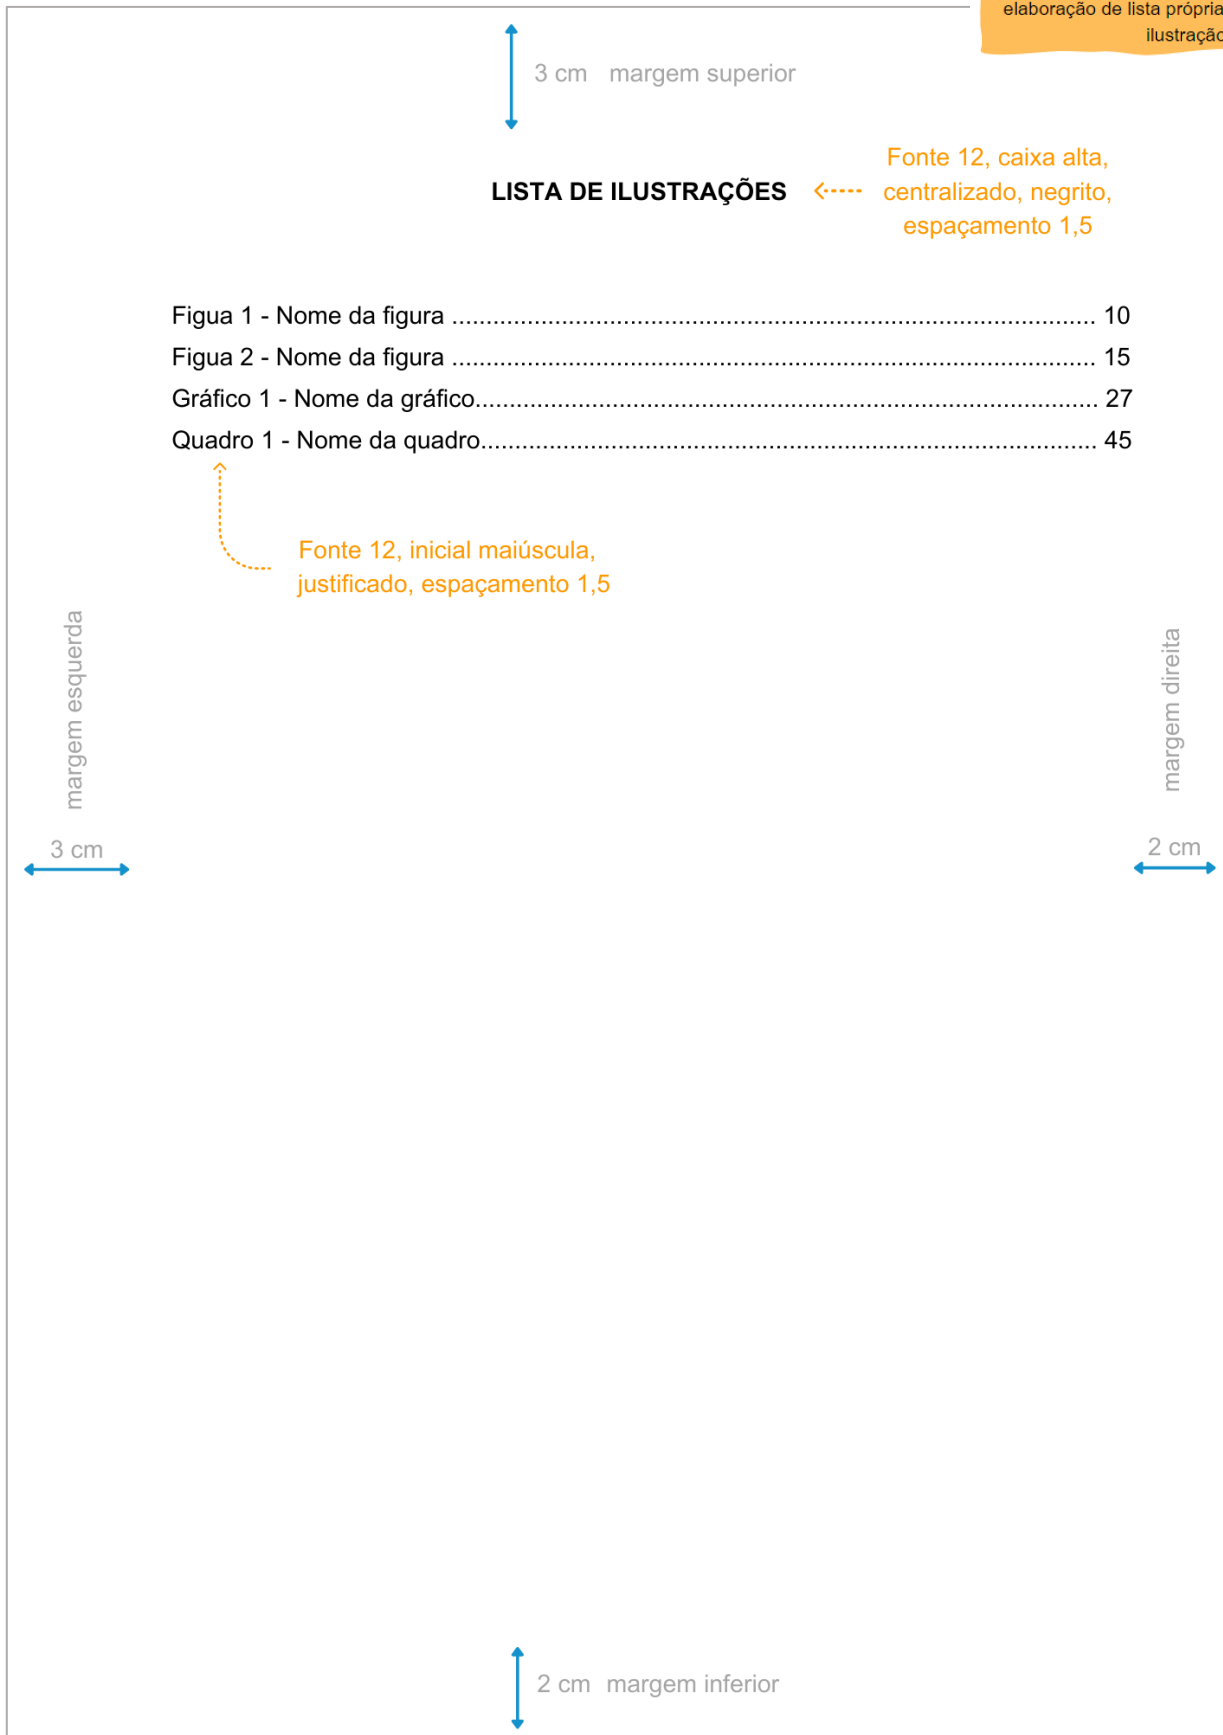 elaboração de lista própria
ilustração
3 cm margem superior
Fonte 12, caixa alta,
LISTA DE ILUSTRAÇÕES centralizado, negrito,
espaçamento 1,5
Figua 1 - Nome da figura ............................................................................................... 10
Figua 2 - Nome da figura ............................................................................................... 15
Gráfico 1 - Nome da gráfico............................................................................................ 27
Quadro 1 - Nome da quadro........................................................................................... 45
Fonte 12, inicial maiúscula,
justificado, espaçamento 1,5
margem esquerda
3 cm
margem direita
2 cm
2 cm margem inferior